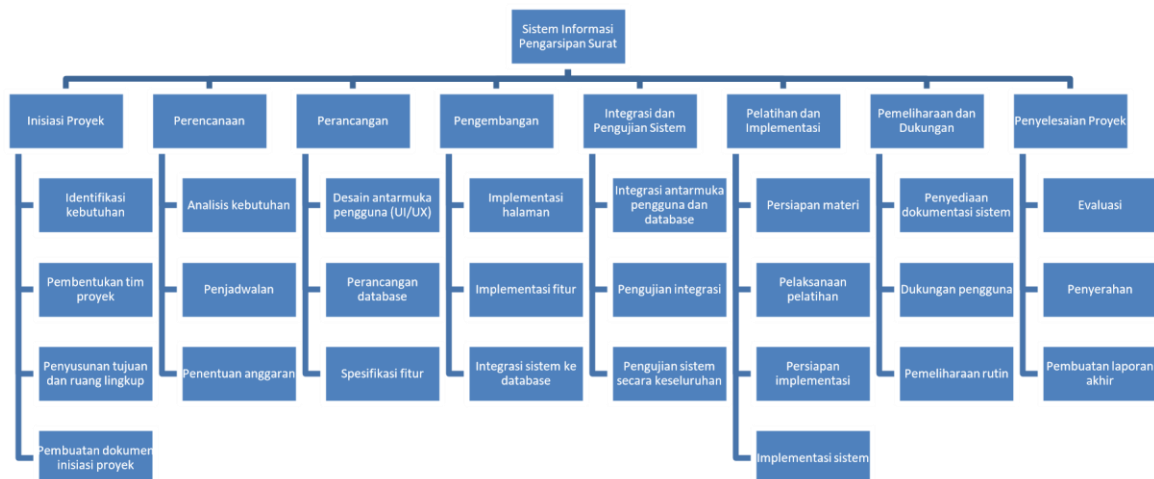 Sistem Informasi
Pengarsipan Surat
Inisiasi Proyek
Perencanaan
Perancangan
Pengembangan
Integrasi dan
Pengujian Sistem
Pelatihan dan
Implementasi
Pemeliharaan dan
Dukungan
Penyelesaian Proyek
Identifikasi
kebutuhan
Pembentukan tim
proyek
Penyusunan tujuan
dan ruang lingkup
Pembuatan dokumen
inisiasi proyek
Analisis kebutuhan
Penjadwalan
Penentuan anggaran
Desain antarmuka
pengguna (UI/UX)
Perancangan
database
Spesifikasi fitur
Implementasi
halaman
Implementasi fitur
Integrasi sistem ke
database
Integrasi antarmuka
pengguna dan
database
Pengujian integrasi
Pengujian sistem
secara keseluruhan
Persiapan materi
Pelaksanaan
pelatihan
Persiapan
implementasi
Implementasi sistem
Penyediaan
dokumentasi sistem
Dukungan pengguna
Pemeliharaan rutin
Evaluasi
Penyerahan
Pembuatan laporan
akhir